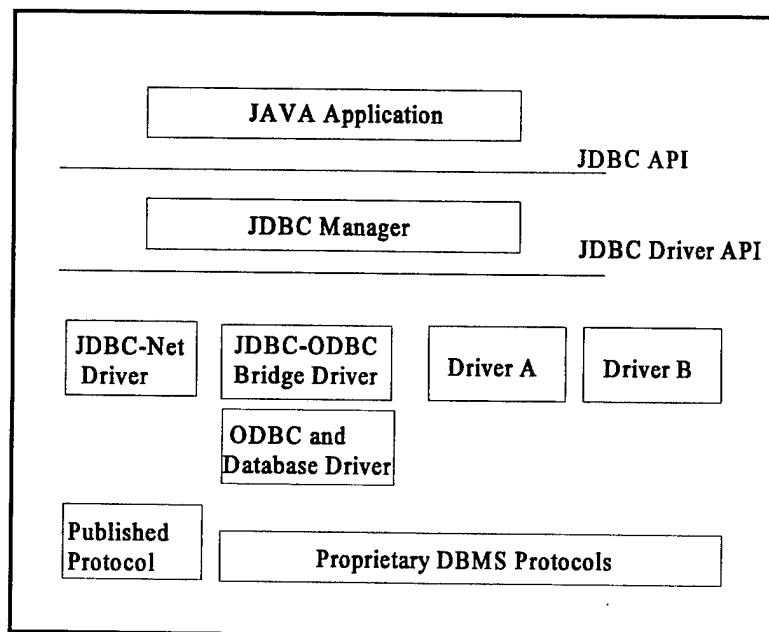 JAVA Application
JDBC API
JDBC Manager
JDBC Driver API
JDBC-Net
Driver
JDBC-ODBC
Bridge Driver
Driver A
Driver B
ODBC and
Database Driver
Published
Protocol
Proprietary DBMS Protocols